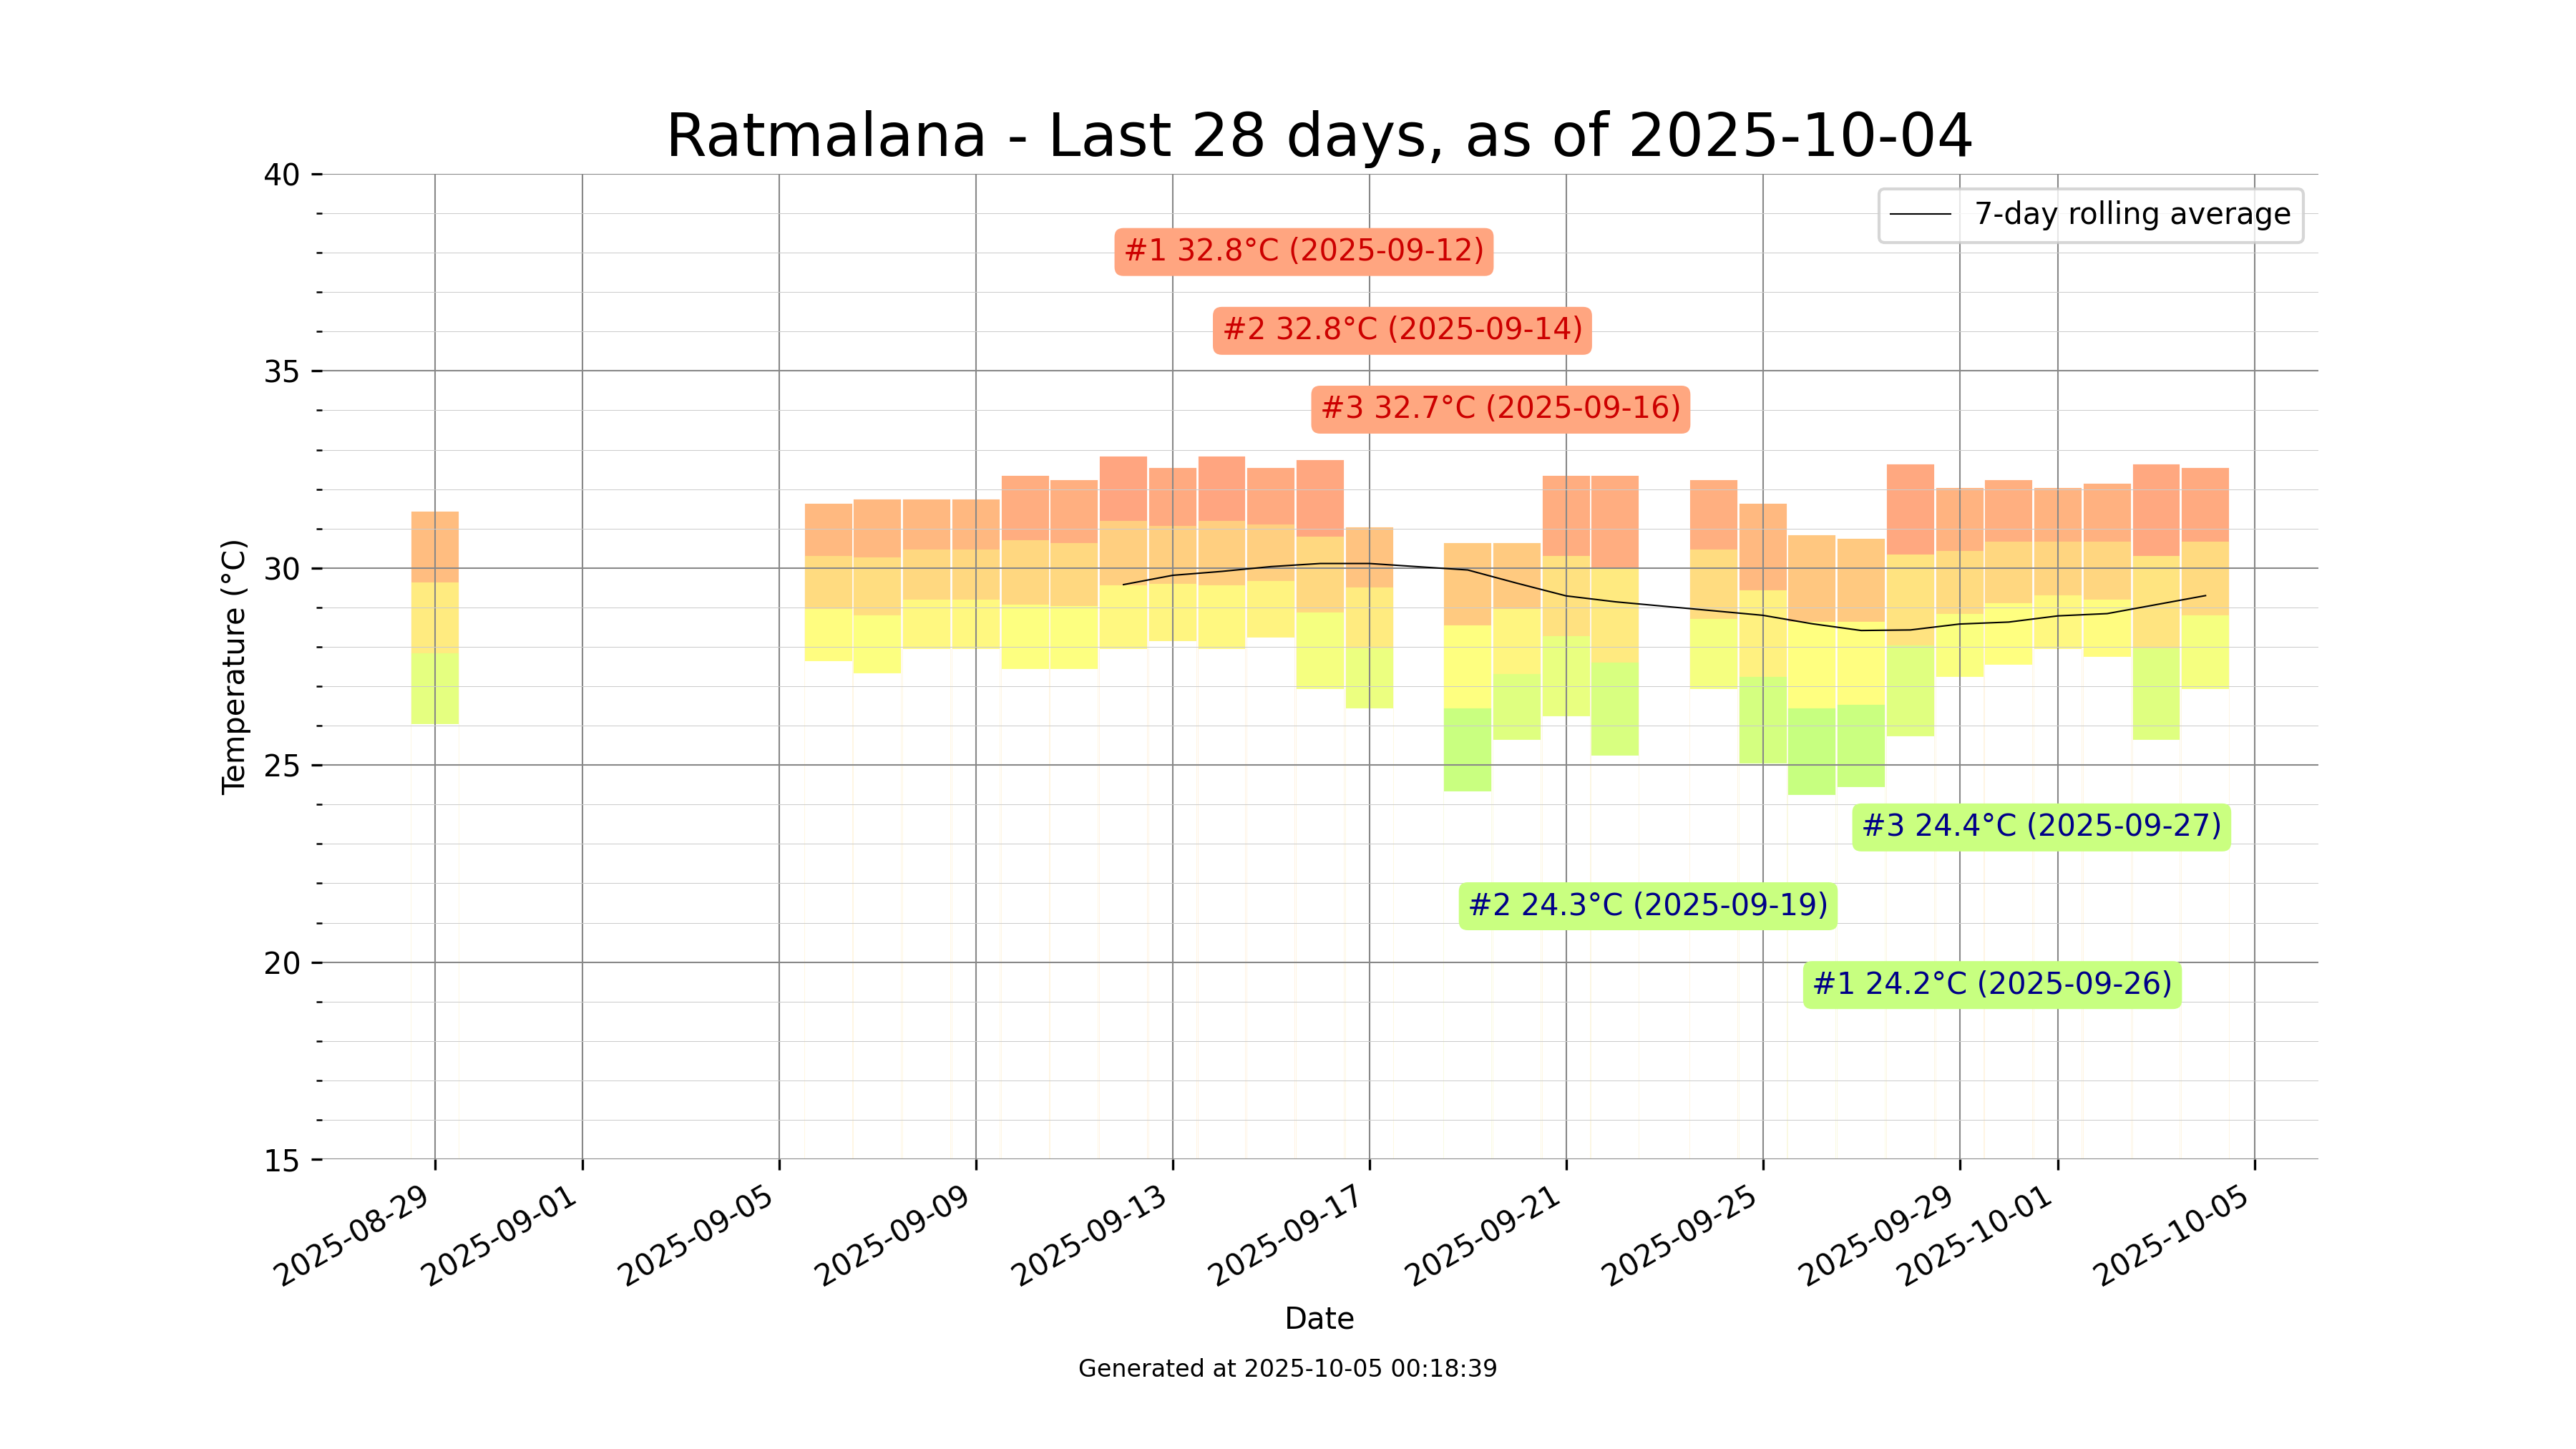 Ratmalana - Last 28 days, as of 2025-10-04
40
7-day rolling average
#1 32.8°C (2025-09-12)
#2 32.8°C (2025-09-14)
35
#3 32.7°C (2025-09-16)
30
Temperature (°C)
25
#3 24.4°C (2025-09-27)
#2 24.3°C (2025-09-19)
20
#1 24.2°C (2025-09-26)
15
2025-08-29
2025-09-01
2025-09-05
2025-09-09
2025-09-13
2025-09-17
2025-09-21
2025-09-25
2025-09-29
2025-10-01
2025-10-05
Date
Generated at 2025-10-05 00:18:39